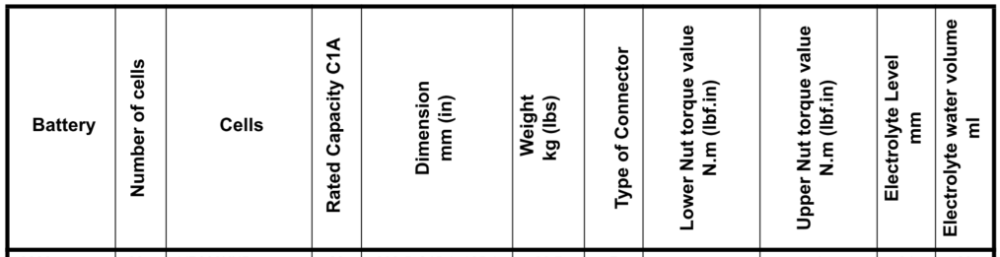 Battery
Number of cells
Cells
Rated Capacity C1A
Dimension
mm (in)
Weight
kg (lbs)
Type of Connector
Lower Nut torque value
N.m (lbf.in)
Upper Nut torque value
N.m (lbf.in)
Electrolyte Level
mm
Electrolyte water volume
ml